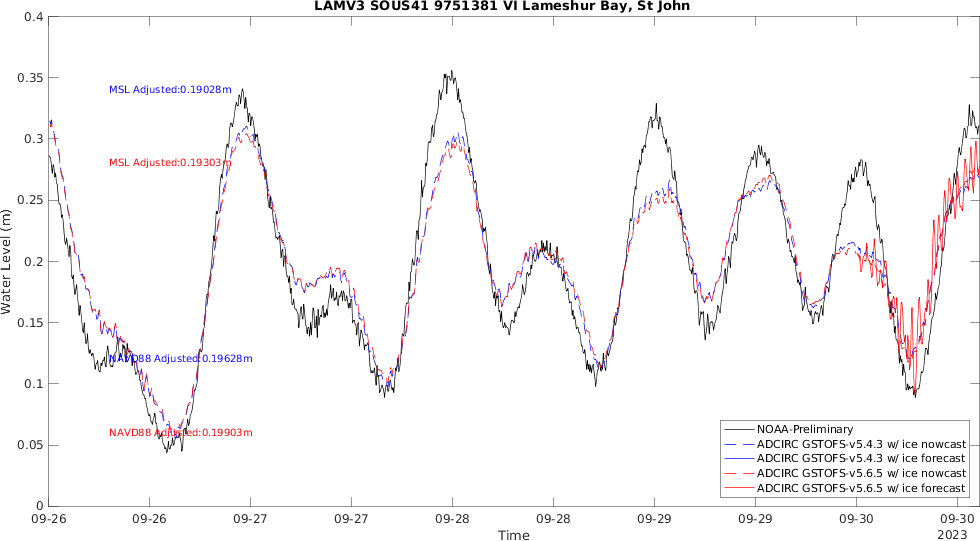 LAMV3 SOUS41 9751381 VI Lameshur Bay, St John
0.4
0.35
0.3
0.25
0.2
0.15
0.1
0.05
0
Water Level (m)
MSL Adjusted:0.19028m
MSL Adjusted:0.19303m
NAVD88 Adjusted:0.19628m
NAVD88 Adjusted:0.19903m
NOAA-Preliminary
ADCIRC GSTOFS-v5.4.3 w/ ice nowcast
ADCIRC GSTOFS-v5.4.3 w/ ice forecast
ADCIRC GSTOFS-v5.6.5 w/ ice nowcast
ADCIRC GSTOFS-v5.6.5 w/ ice forecast
09-26 09-26 09-27 09-27 09-28 09-28 09-29 09-29 09-30 09-30
Time
2023